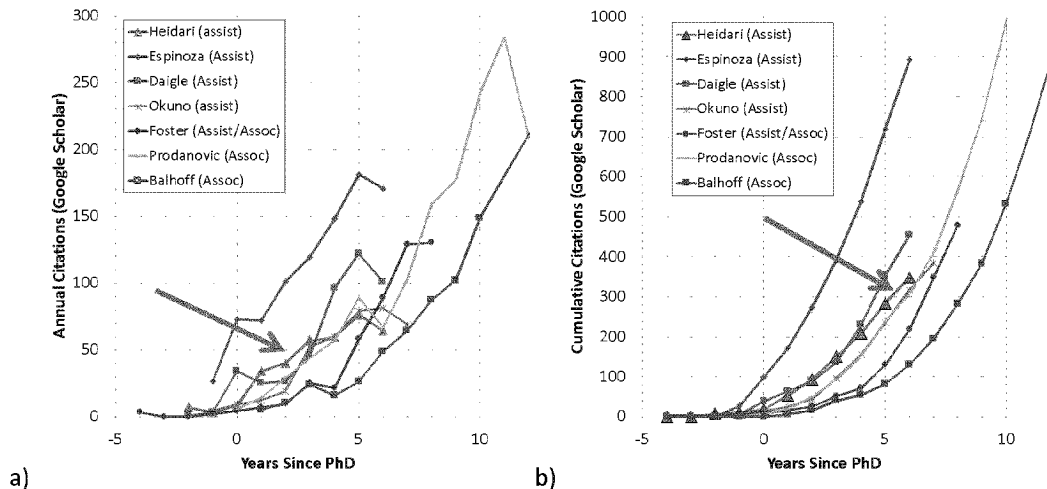 300
250
200
150
100
50
0
-5
0
5
10
Annual Citations (Google Scholar)
Years Since PhD
Heidari (assist)
Espinoza (Assist)
Daigle (Assist)
Okuno (assist)
Foster (Assist/Assoc)
Prodanovic (Assoc)
Balhoff (Assoc)
a)
1000
900
800
700
600
500
400
300
200
100
0
-5
0
5
10
Cumulative Citations (Google Scholar)
Years Since PhD
Heidari (Assist)
Espinoza (Assist)
Daigle (Assist)
Okuno (Assist)
Foster (Assist/Assoc)
Prodanovic (Assoc)
Balhoff (Assoc)
b)